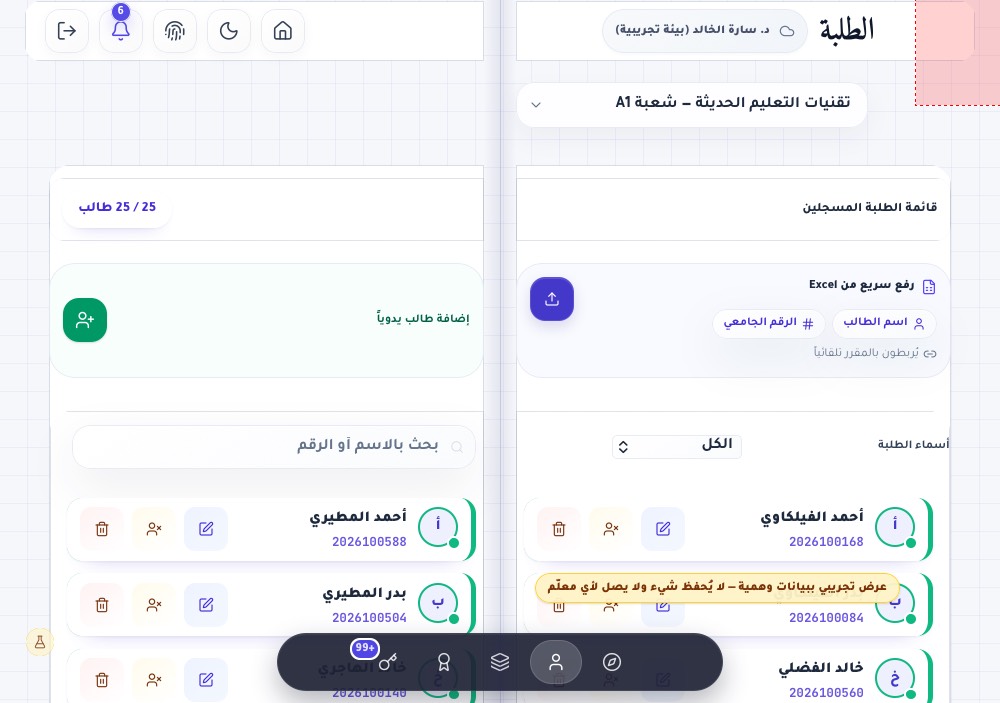 الطلبة
د. سارة الخالد (بيئة تجريبية)
6
تقنيات التعليم الحديثة – شعبة A1
قائمة الطلبة المسجلين
25 / 25 طالب
رفع سريع من Excel
اسم الطالب
# الرقم الجامعي
يُربطون بالمقرر تلقائياً
إضافة طالب يدوياً
أسماء الطلبة
الكل
بحث بالاسم أو الرقم
أ
أحمد الفيلكاوي
2026100168
أ
أحمد المطيري
2026100588
عرض تجريبي ببيانات وهمية – لا يُحفظ شيء ولا يصل لأي معلّم
ب
2026100084
ب
بدر المطيري
2026100504
خ
خالد الفضلي
2026100560
خ
خالد الهاجري
2026100140
99+